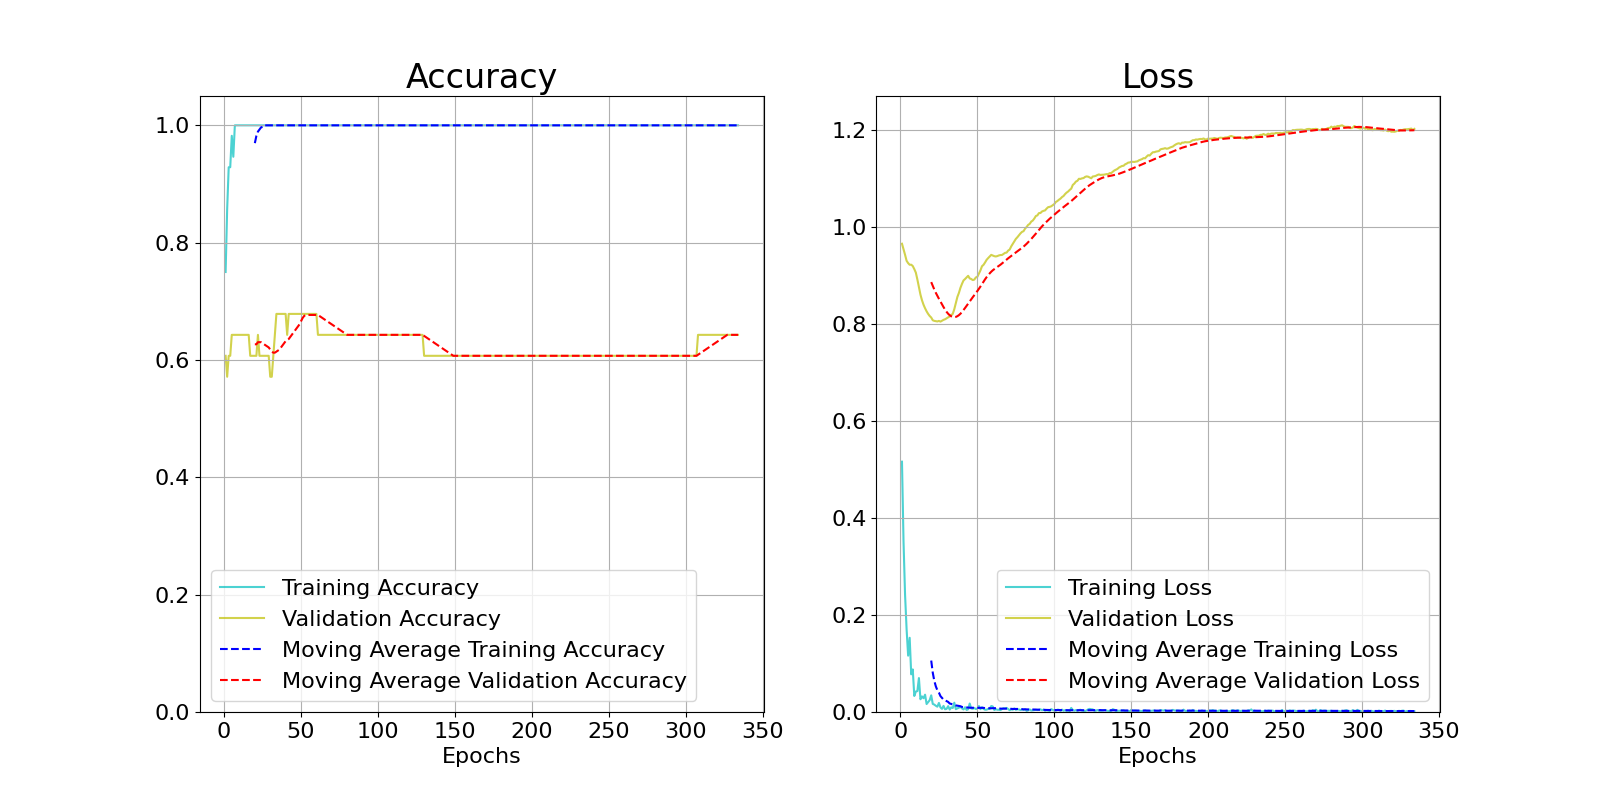 Accuracy
1.0
0.8
0.6
0.4
0.2
0.0
0 50 100 150 200 250 300 350
Epochs
Training Accuracy
Validation Accuracy
Moving Average Training Accuracy
Moving Average Validation Accuracy
Loss
1.2
1.0
0.8
0.6
0.4
0.2
0.0
0 50 100 150 200 250 300 350
Epochs
Training Loss
Validation Loss
Moving Average Training Loss
Moving Average Validation Loss